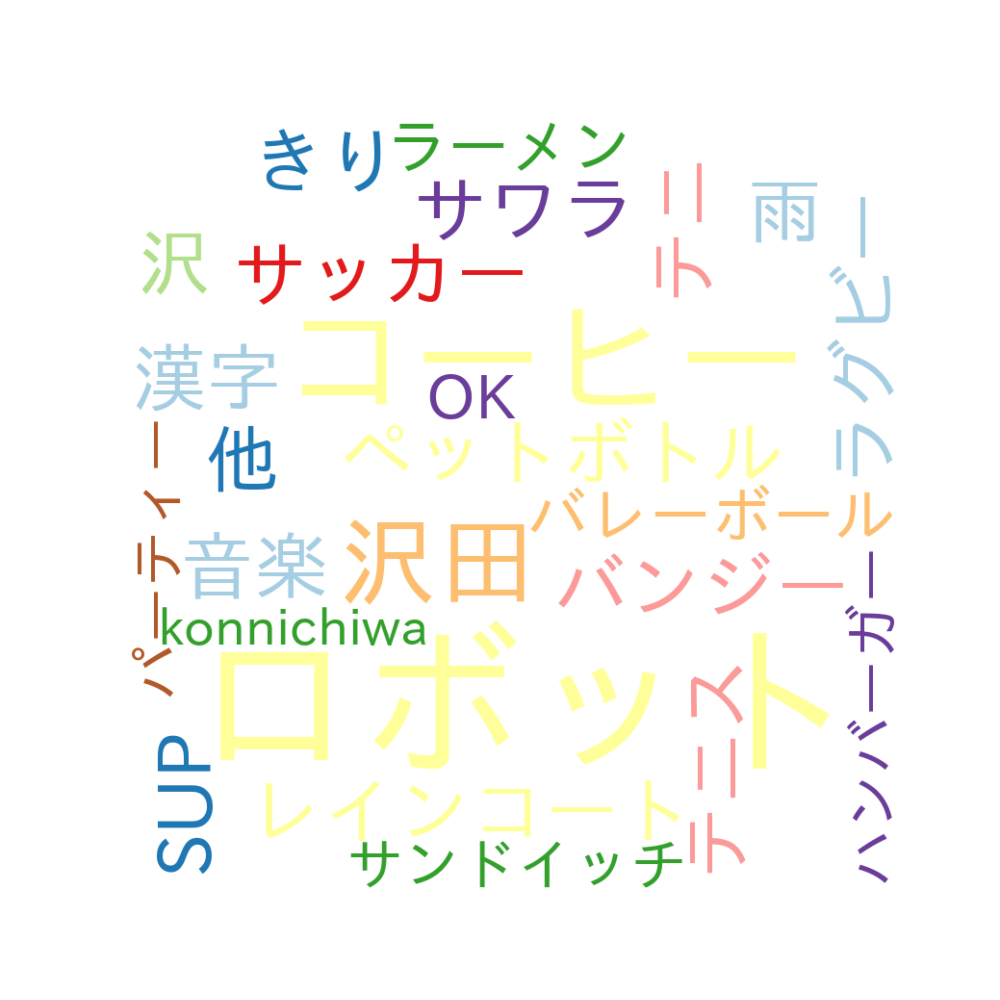 きり
ラーメン
サワラ
テニ
雨
沢
サッカー
コーヒー
ラグビー
漢字
OK
他
ペットボトル
パーティー
バレーボール
音楽
沢田
バンジー
konnichiwa
ロボット
ハンバーガー
SUP
テニス
レインコート
サンドイッチ